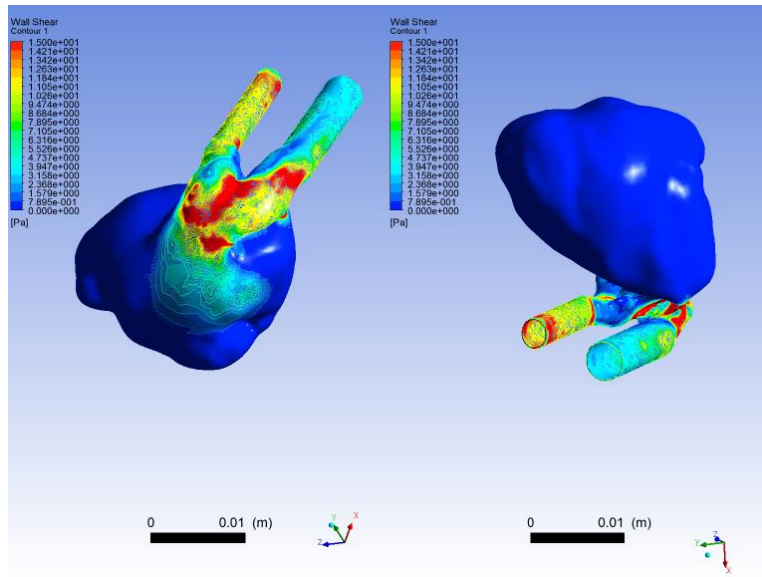 Wall Shear
Contour 1
1.500e+001
1.421e+001
1.342e+001
1.263e+001
1.184e+001
1.105e+001
1.026e+001
9.474e+000
8.684e+000
7.895e+000
7.105e+000
6.316e+000
5.526e+000
4.737e+000
3.947e+000
3.158e+000
2.368e+000
1.579e+000
7.895e-001
0.000e+000
[Pa]
0 0.01 (m)
Y X
Z
Wall Shear
Contour 1
1.500e+001
1.421e+001
1.342e+001
1.263e+001
1.184e+001
1.105e+001
1.026e+001
9.474e+000
8.684e+000
7.895e+000
7.105e+000
6.316e+000
5.526e+000
4.737e+000
3.947e+000
3.158e+000
2.368e+000
1.579e+000
7.895e-001
0.000e+000
[Pa]
0 0.01 (m)
Z
Y
X